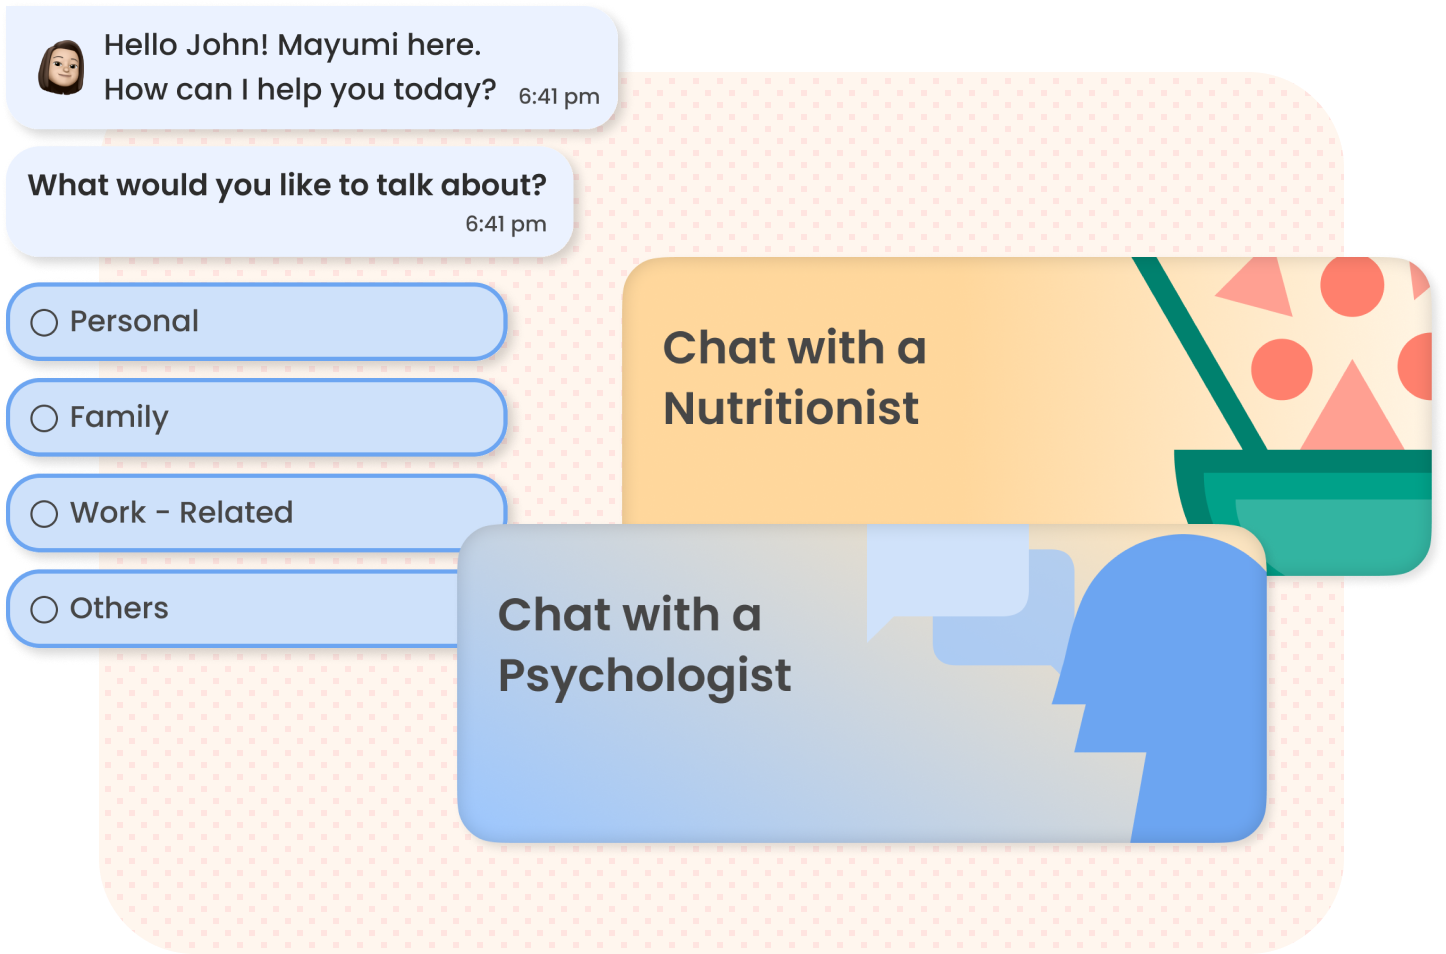 Hello John! Mayumi here.
How can I help you today?
6:41 pm
What would you like to talk about?
6:41 pm
Personal
Family
Work - Related
Others
Chat with a
Nutritionist
Chat with a
Psychologist